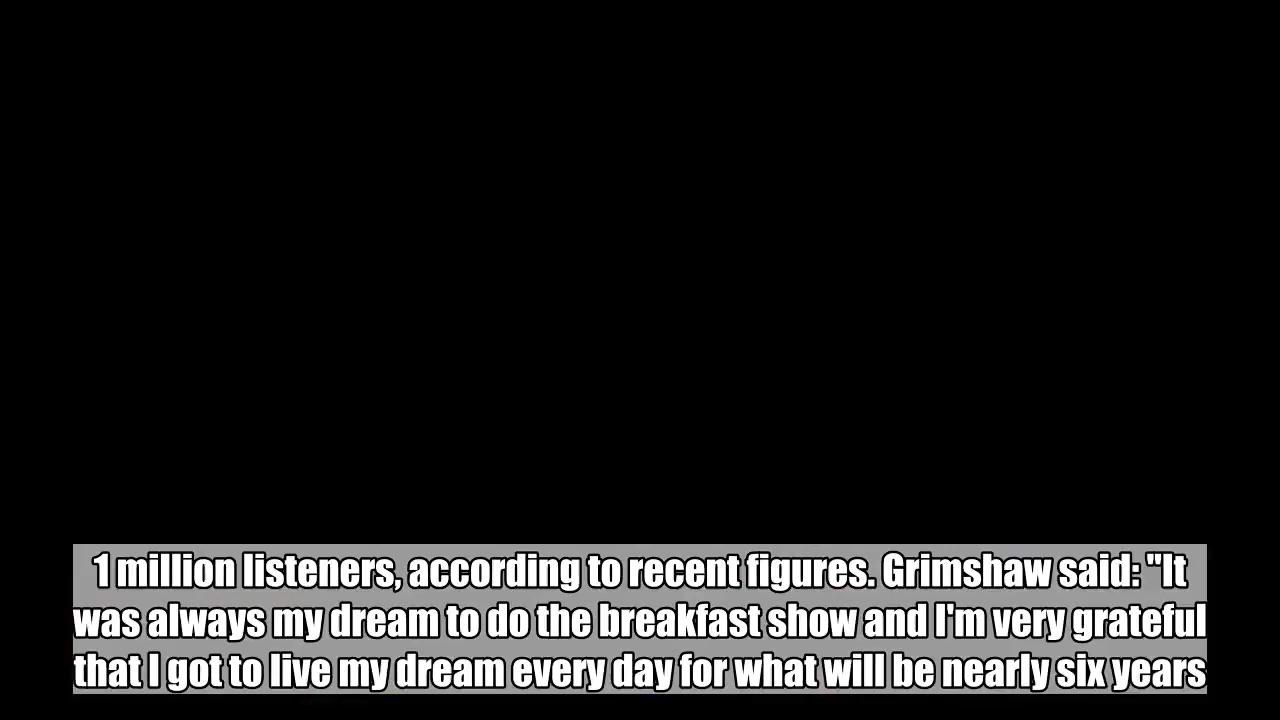 1 million listeners, according to recent figures. Grimshaw said: "It
was always my dream to do the breakfast show and I'm very grateful
that I got to live my dream every day for what will be nearly six years